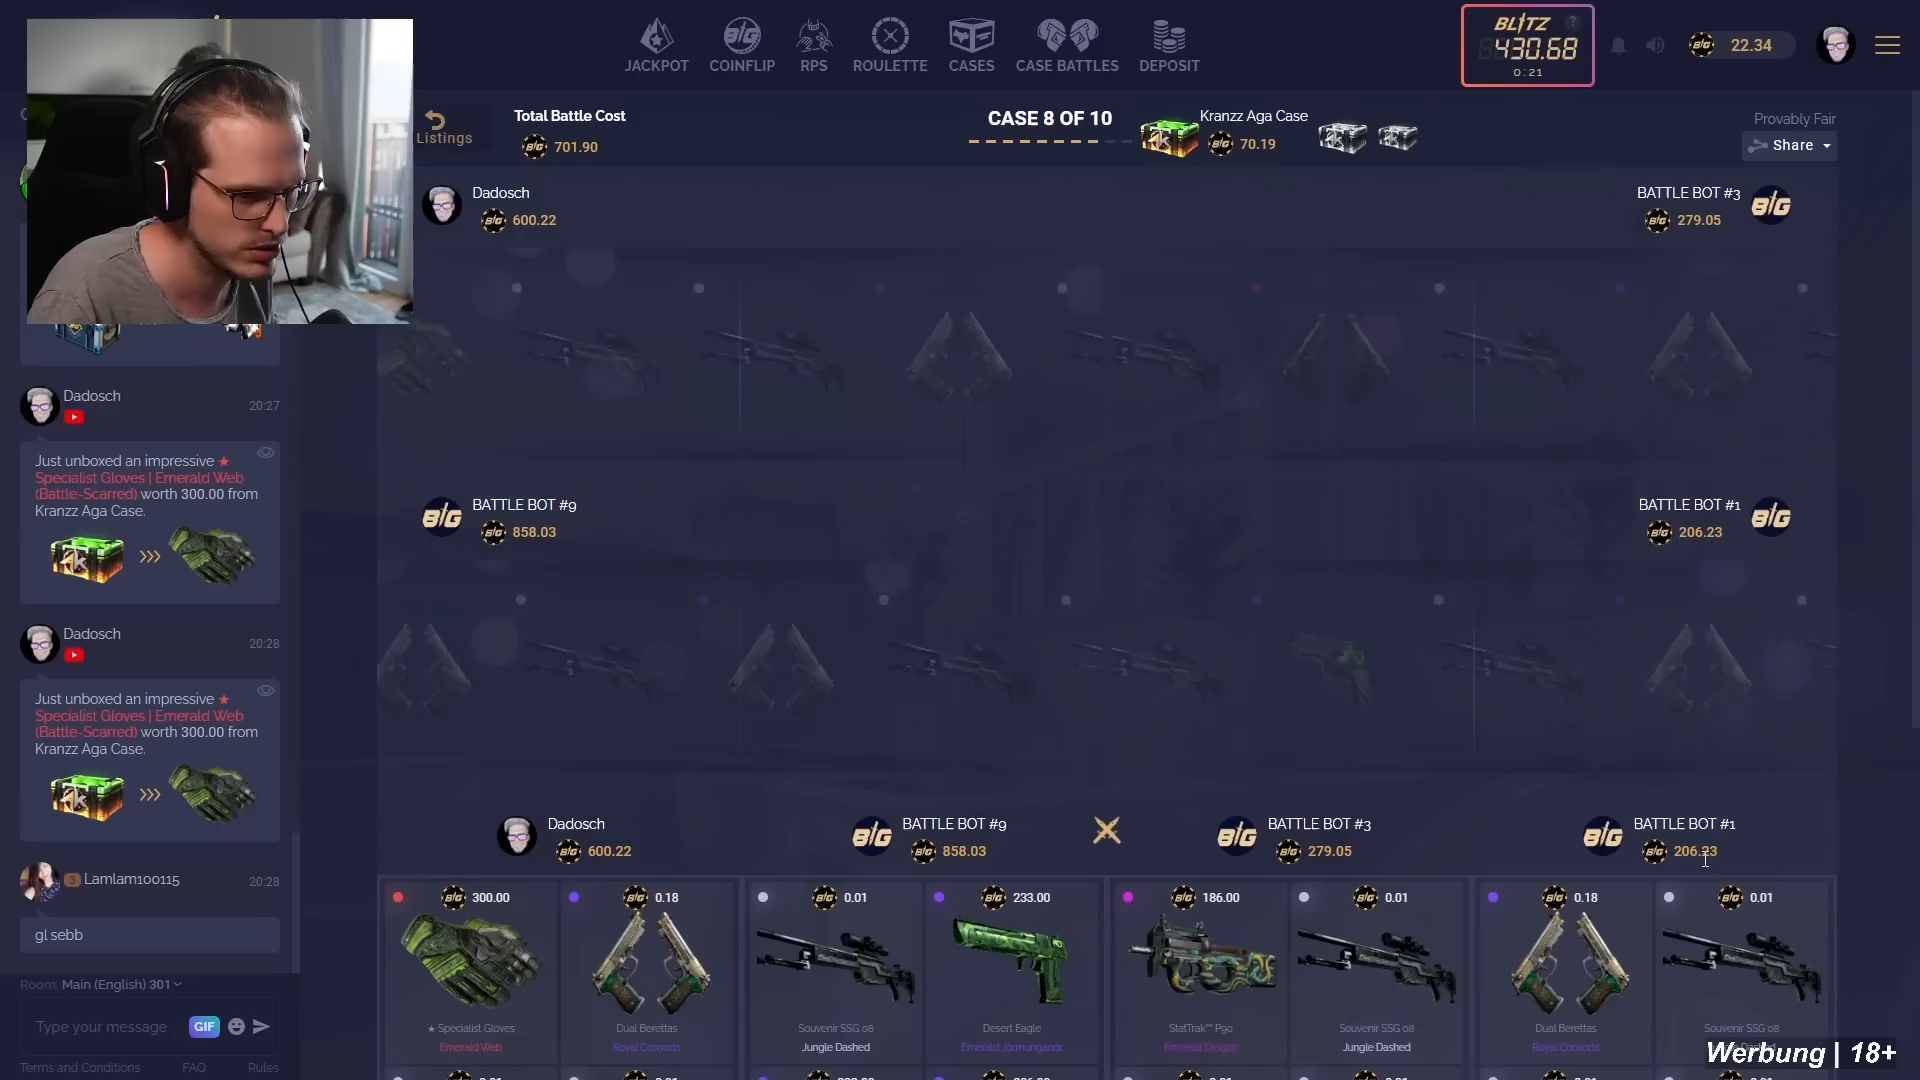 JACKPOT
COINFLIP
RPS
ROULETTE
CASES
CASE BATTLES
DEPOSIT
BLITZ
?
430.68
0:21
22.34
Listings
Total Battle Cost
701.90
CASE 8 OF 10
Kranzz Aga Case
70.19
Provably Fair
Share
Dadosch
600.22
BATTLE BOT #3
279.05
BATTLE BOT #9
858.03
BATTLE BOT #1
206.23
Dadosch
20:27
Just unboxed an impressive ★
Specialist Gloves | Emerald Web
(Battle-Scarred) worth 300.00 from
Kranzz Aga Case.
Dadosch
20:28
Just unboxed an impressive ★
Specialist Gloves | Emerald Web
(Battle-Scarred) worth 300.00 from
Kranzz Aga Case.
3 Lamlam100115
20:28
gl sebb
Room: Main (English) 301
Type your message
GIF
Terms and Conditions
FAQ
Rules
Dadosch
600.22
BATTLE BOT #9
858.03
BATTLE BOT #3
279.05
BATTLE BOT #1
206.23
300.00
★ Specialist Gloves
Emerald Web
0.18
Dual Berettas
Royal Consorts
0.01
Souvenir SSG 08
Jungle Dashed
233.00
Desert Eagle
Emerald Jörmungandr
186.00
StatTrak™ P90
Emerald Dragon
0.01
Souvenir SSG 08
Jungle Dashed
0.18
Dual Berettas
Royal Consorts
0.01
Souvenir SSG 08
Werbung | 18+